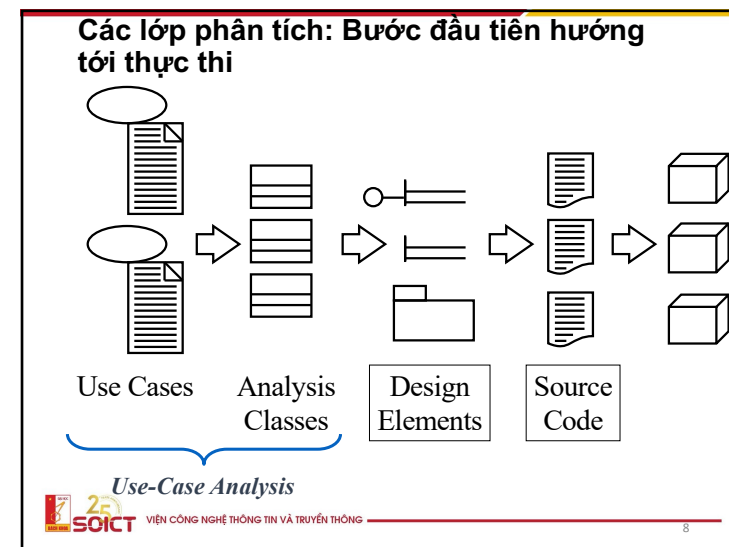 Các lớp phân tích: Bước đầu tiên hướng
tới thực thi
Use Cases
Analysis
Classes
Design
Elements
Source
Code
Use-Case Analysis
25
SOICT
VIỆN CÔNG NGHỆ THÔNG TIN VÀ TRUYỀN THÔNG
8